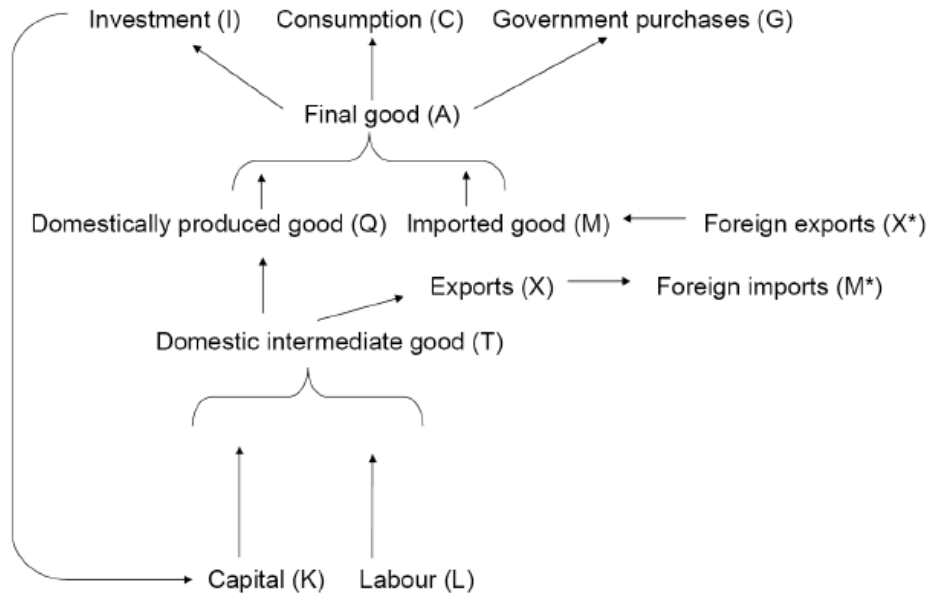 Investment (I) Consumption (C) Government purchases (G)
Final good (A)
Domestically produced good (Q) Imported good (M) Foreign exports (X*)
Exports (X) Foreign imports (M*)
Domestic intermediate good (T)
Capital (K) Labour (L)